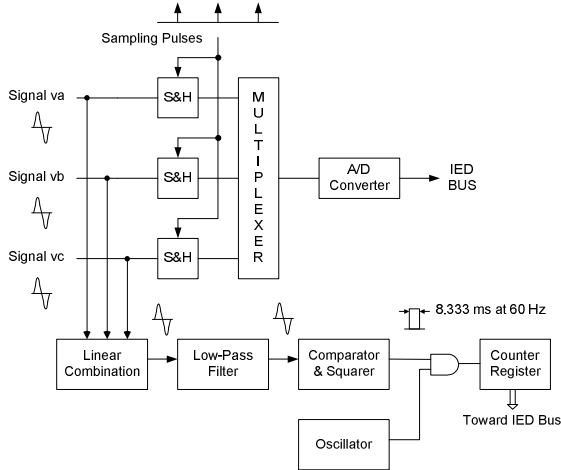 Sampling Pulses
Signal va
S&H
MULTIPLEXER
Signal vb
S&H
A/D
Converter
IED
BUS
Signal vc
S&H
8.333 ms at 60 Hz
Linear
Combination
Low-Pass
Filter
Comparator
& Squarer
Counter
Register
Toward IED Bus
Oscillator